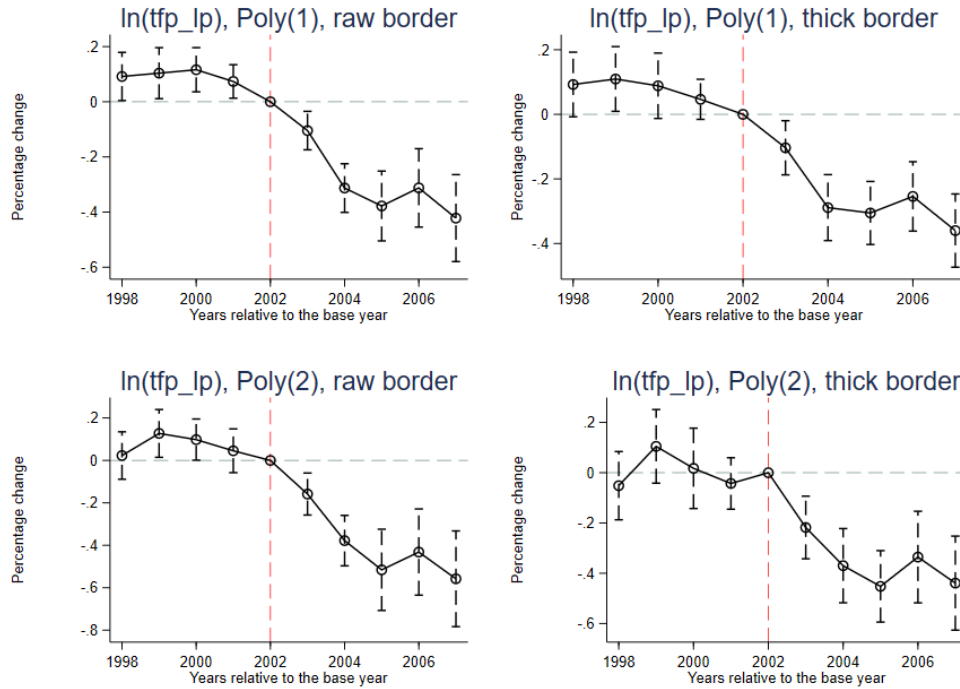 ln(tfp_lp), Poly(1), raw border
Percentage change
.2
0
-.2
-.4
-.6
1998 2000 2002 2004 2006
Years relative to the base year
ln(tfp_lp), Poly(1), thick border
Percentage change
.2
0
-.2
-.4
1998 2000 2002 2004 2006
Years relative to the base year
ln(tfp_lp), Poly(2), raw border
Percentage change
.2
0
-.2
-.4
-.6
-.8
1998 2000 2002 2004 2006
Years relative to the base year
ln(tfp_lp), Poly(2), thick border
Percentage change
.2
0
-.2
-.4
-.6
1998 2000 2002 2004 2006
Years relative to the base year